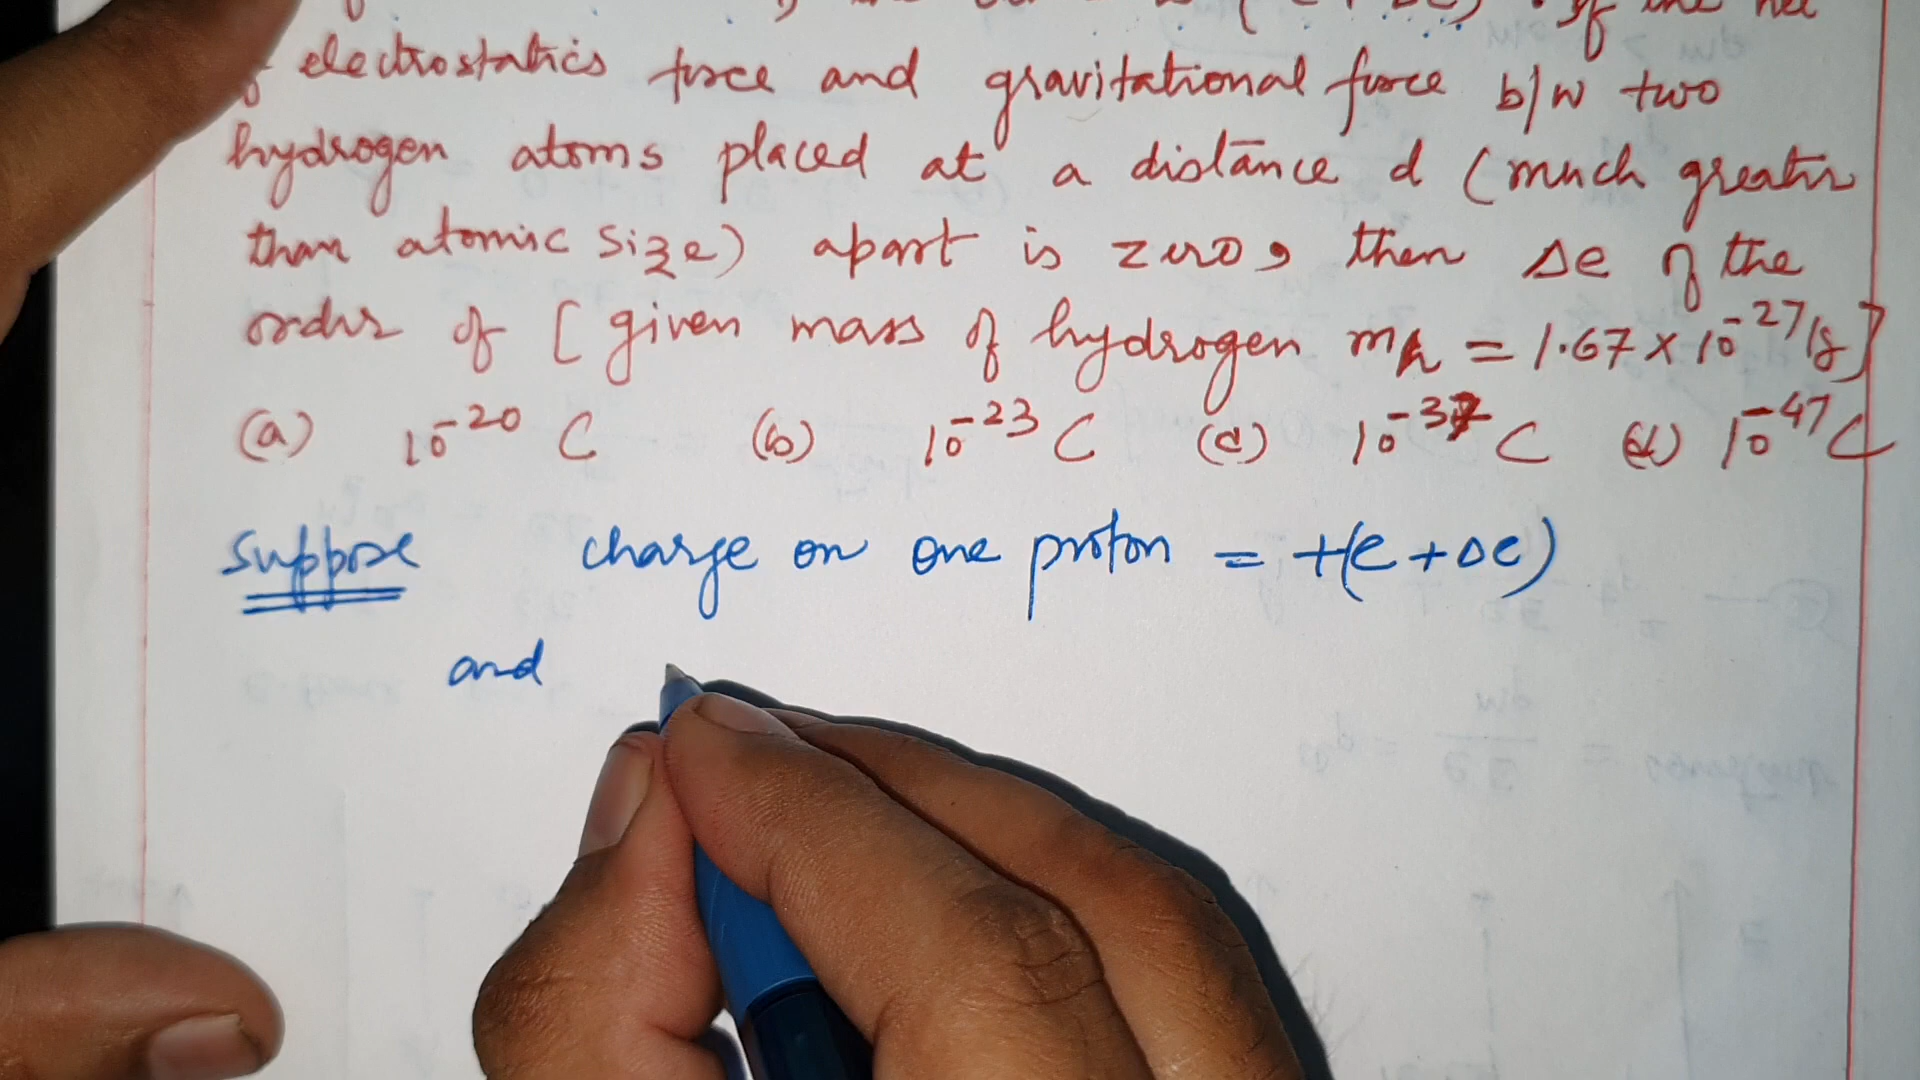 electrostatics force and gravitational force b/w two
hydrogen atoms placed at a distance d (much greater
than atomic size) apart is zero, then Δe of the
order of [given mass of hydrogen mh = 1.67 × 10^-27 kg]
(a) 10^-20 C (b) 10^-23 C (c) 10^-37 C (d) 10^-47 C
Suppose charge on one proton = +(e + Δe)
and